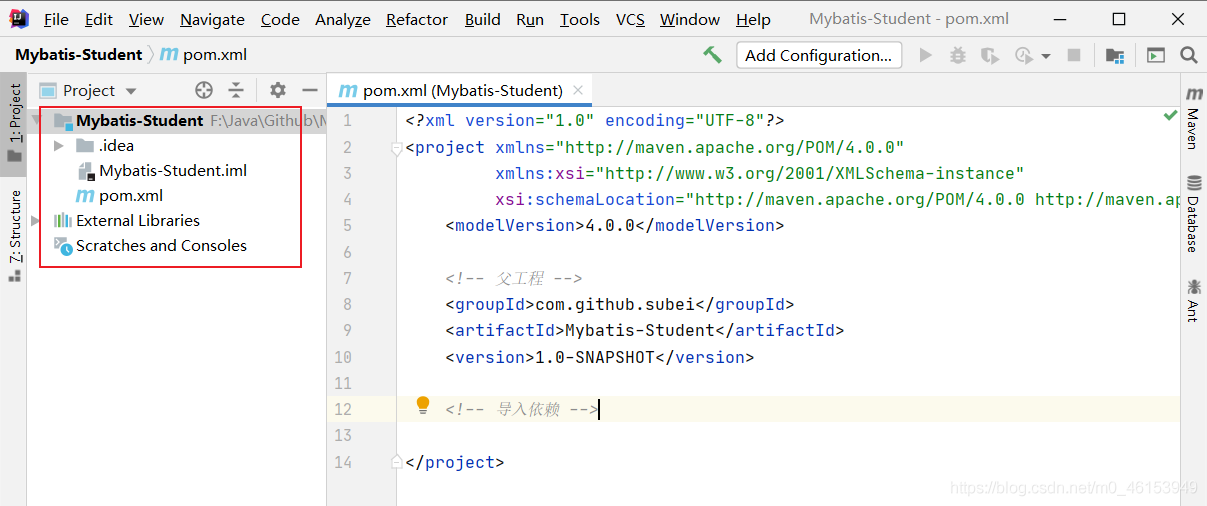 File Edit View Navigate Code Analyze Refactor Build Run Tools VCS Window Help Mybatis-Student - pom.xml
Mybatis-Student pom.xml Add Configuration...
1: Project
7: Structure
Project
Mybatis-Student F:\Java\Github\M
.idea
Mybatis-Student.iml
pom.xml
External Libraries
Scratches and Consoles
pom.xml (Mybatis-Student)
1 <?xml version="1.0" encoding="UTF-8"?>
2 <project xmlns="http://maven.apache.org/POM/4.0.0"
3 xmlns:xsi="http://www.w3.org/2001/XMLSchema-instance"
4 xsi:schemaLocation="http://maven.apache.org/POM/4.0.0 http://maven.ap
5 <modelVersion>4.0.0</modelVersion>
6
7 <!-- 父工程 -->
8 <groupId>com.github.subei</groupId>
9 <artifactId>Mybatis-Student</artifactId>
10 <version>1.0-SNAPSHOT</version>
11
12 <!-- 导入依赖 -->
13
14 </project>
Maven
Database
Ant
https://blog.csdn.net/m0_46153949